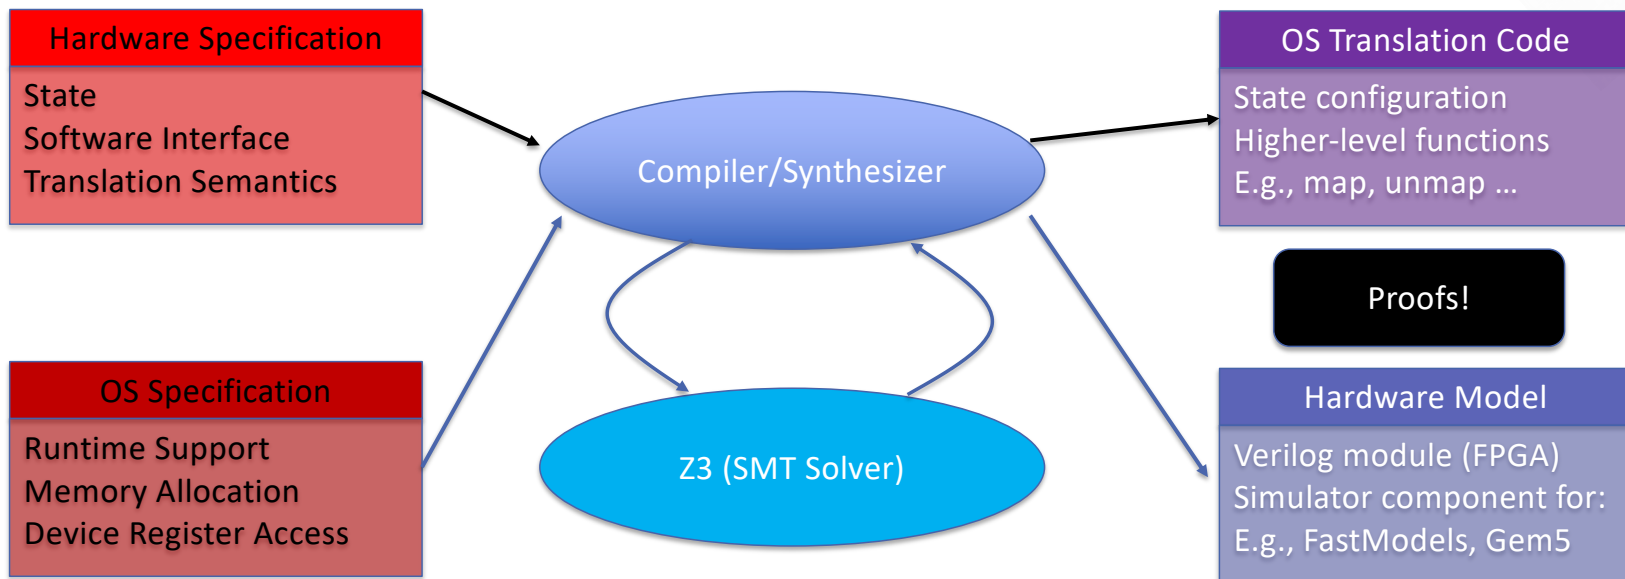 Hardware Specification
State
Software Interface
Translation Semantics
OS Specification
Runtime Support
Memory Allocation
Device Register Access
Compiler/Synthesizer
Z3 (SMT Solver)
OS Translation Code
State configuration
Higher-level functions
E.g., map, unmap ...
Proofs!
Hardware Model
Verilog module (FPGA)
Simulator component for:
E.g., FastModels, Gem5